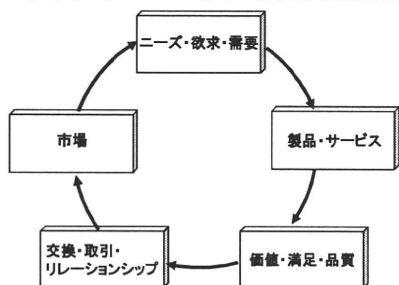 ニーズ・欲求・需要
製品・サービス
価値・満足・品質
交換・取引・
リレーションシップ
市場